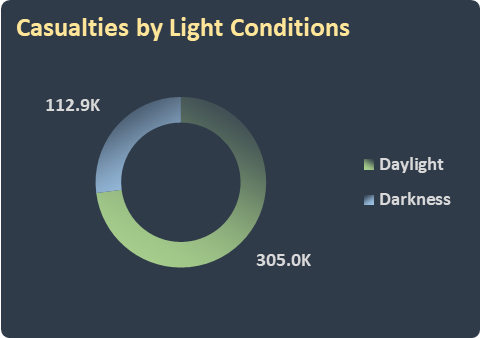 Casualties by Light Conditions
112.9K
Daylight
Darkness
305.0K